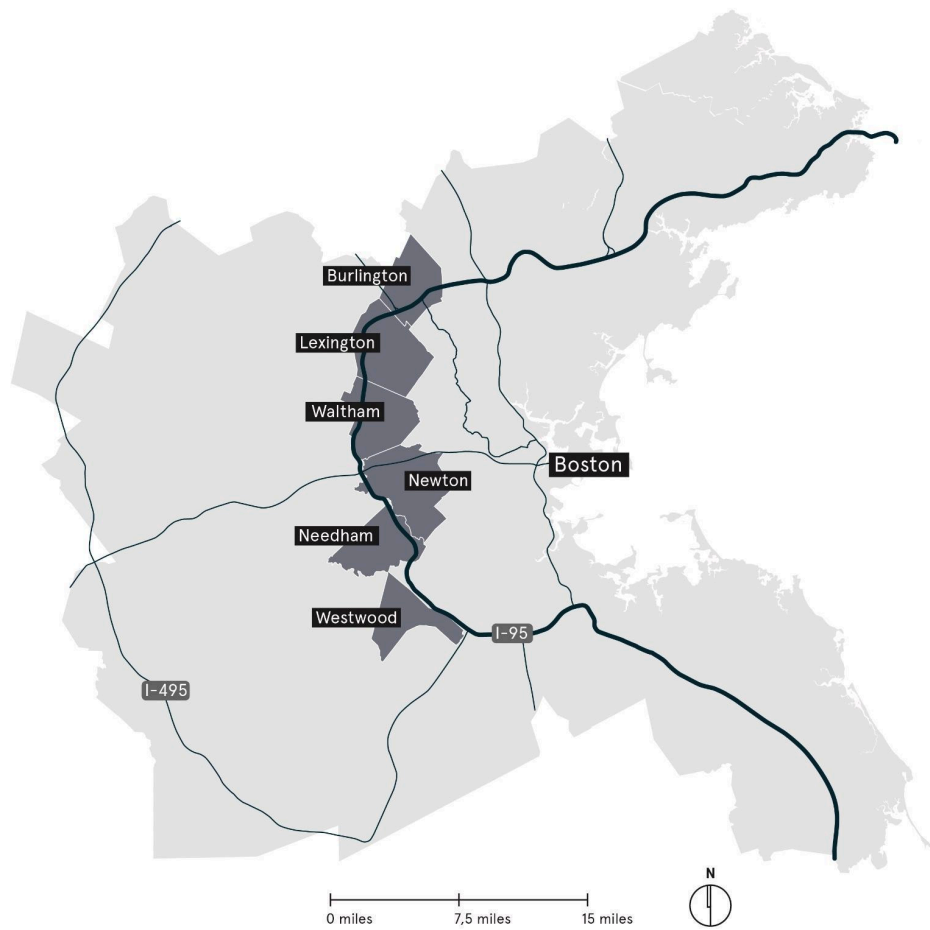 Burlington
Lexington
Waltham
Boston
Newton
Needham
Westwood
I-95
I-495
N
0 miles
7,5 miles
15 miles